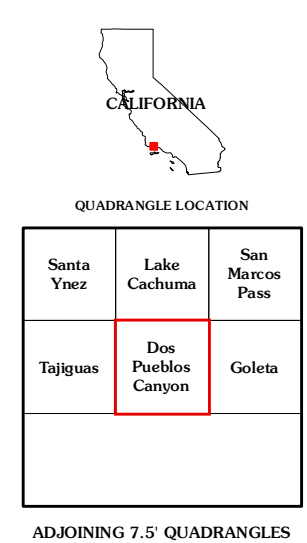 CALIFORNIA
QUADRANGLE LOCATION
Santa
Ynez
Lake
Cachuma
San
Marcos
Pass
Tajiguas
Dos
Pueblos
Canyon
Goleta
ADJOINING 7.5' QUADRANGLES